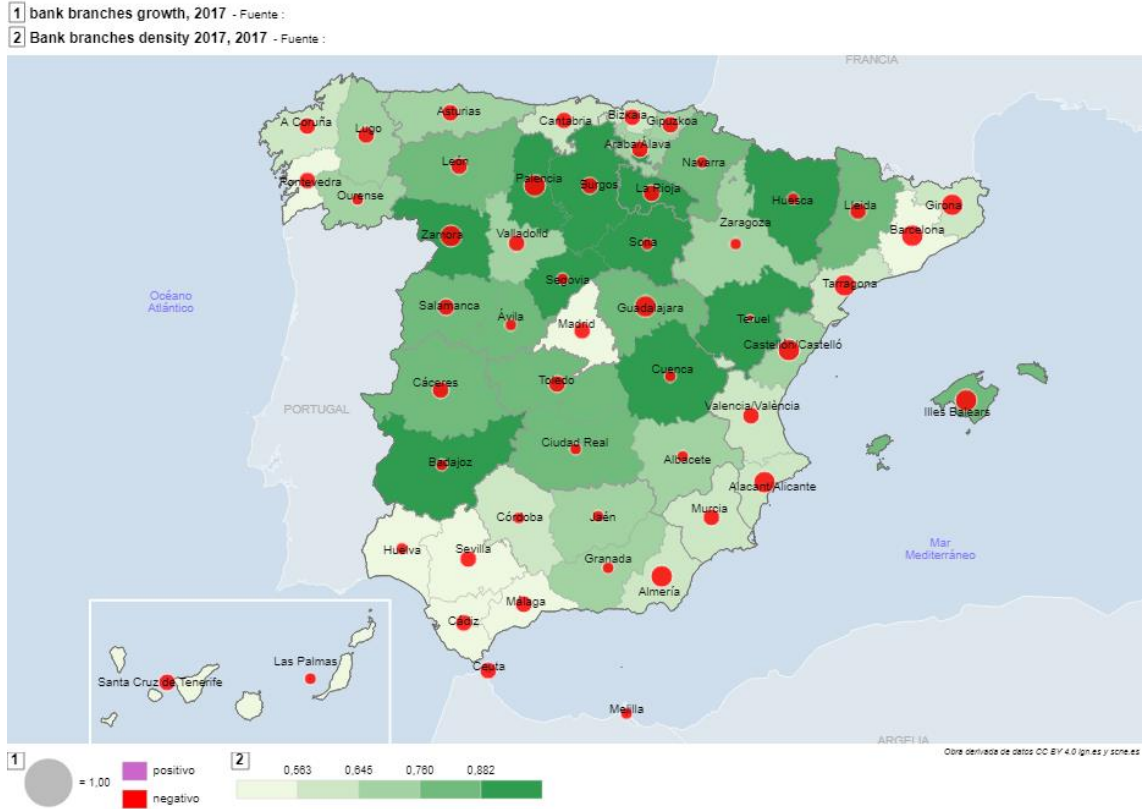 1 bank branches growth, 2017 - Fuente :
2 Bank branches density 2017, 2017 - Fuente :
FRANCIA
A Coruña
Lugo
Asturias
Cantabria
Bizkaia
Gipuzkoa
Araba/Álava
Navarra
Pontevedra
Ourense
León
Palencia
Burgos
La Rioja
Huesca
Lleida
Girona
Barcelona
Zamora
Valladolid
Soria
Zaragoza
Tarragona
Océano
Atlántico
Salamanca
Segovia
Ávila
Madrid
Guadalajara
Teruel
Castellón/Castelló
Cáceres
Toledo
Cuenca
Valencia/València
Illes Balears
PORTUGAL
Badajoz
Ciudad Real
Albacete
Alacant/Alicante
Huelva
Sevilla
Córdoba
Jaén
Murcia
Mar
Mediterráneo
Granada
Almería
Cádiz
Málaga
Ceuta
Melilla
Santa Cruz de Tenerife
Las Palmas
ARGELIA
Obra derivada de datos CC BY 4.0 ign.es y scne.es
1
= 1,00
positivo
negativo
2
0,563 0,645 0,760 0,882